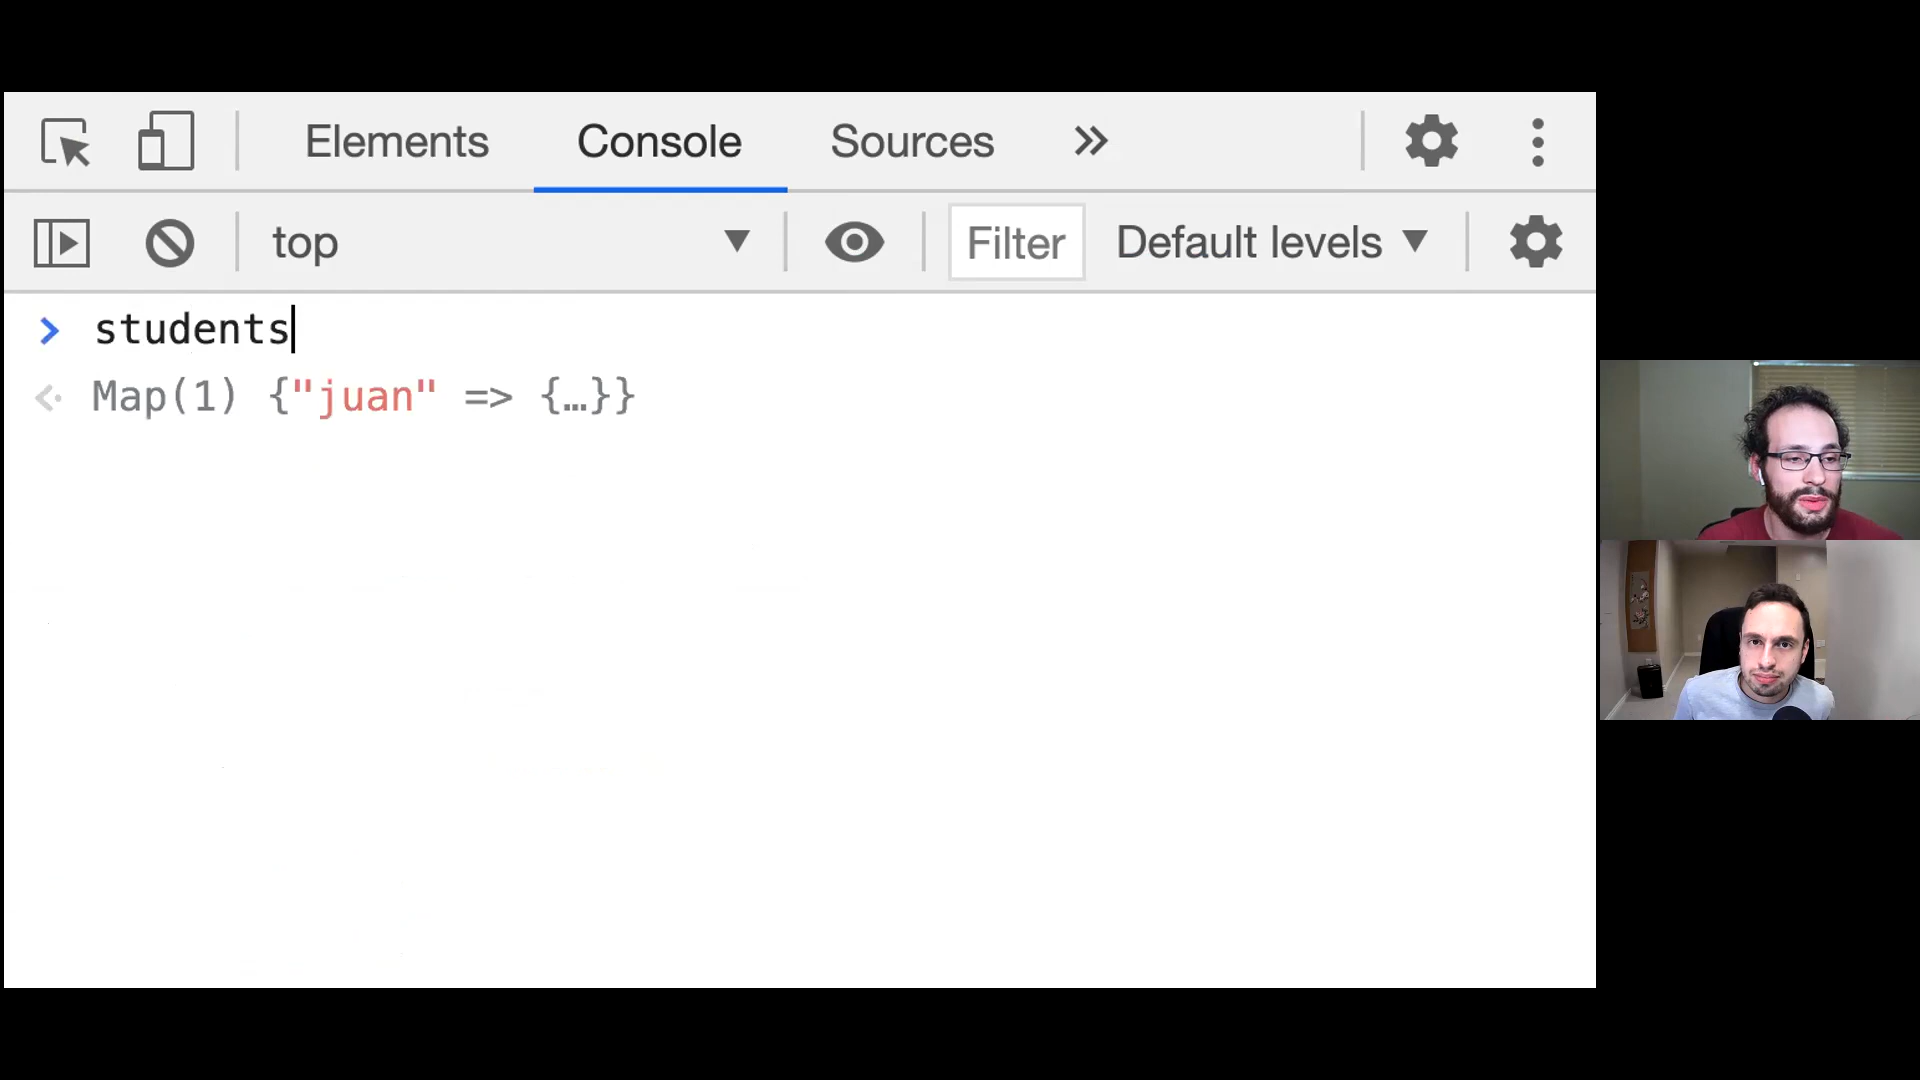 Elements Console Sources
top Filter Default levels
students
Map(1) {"juan" => {…}}